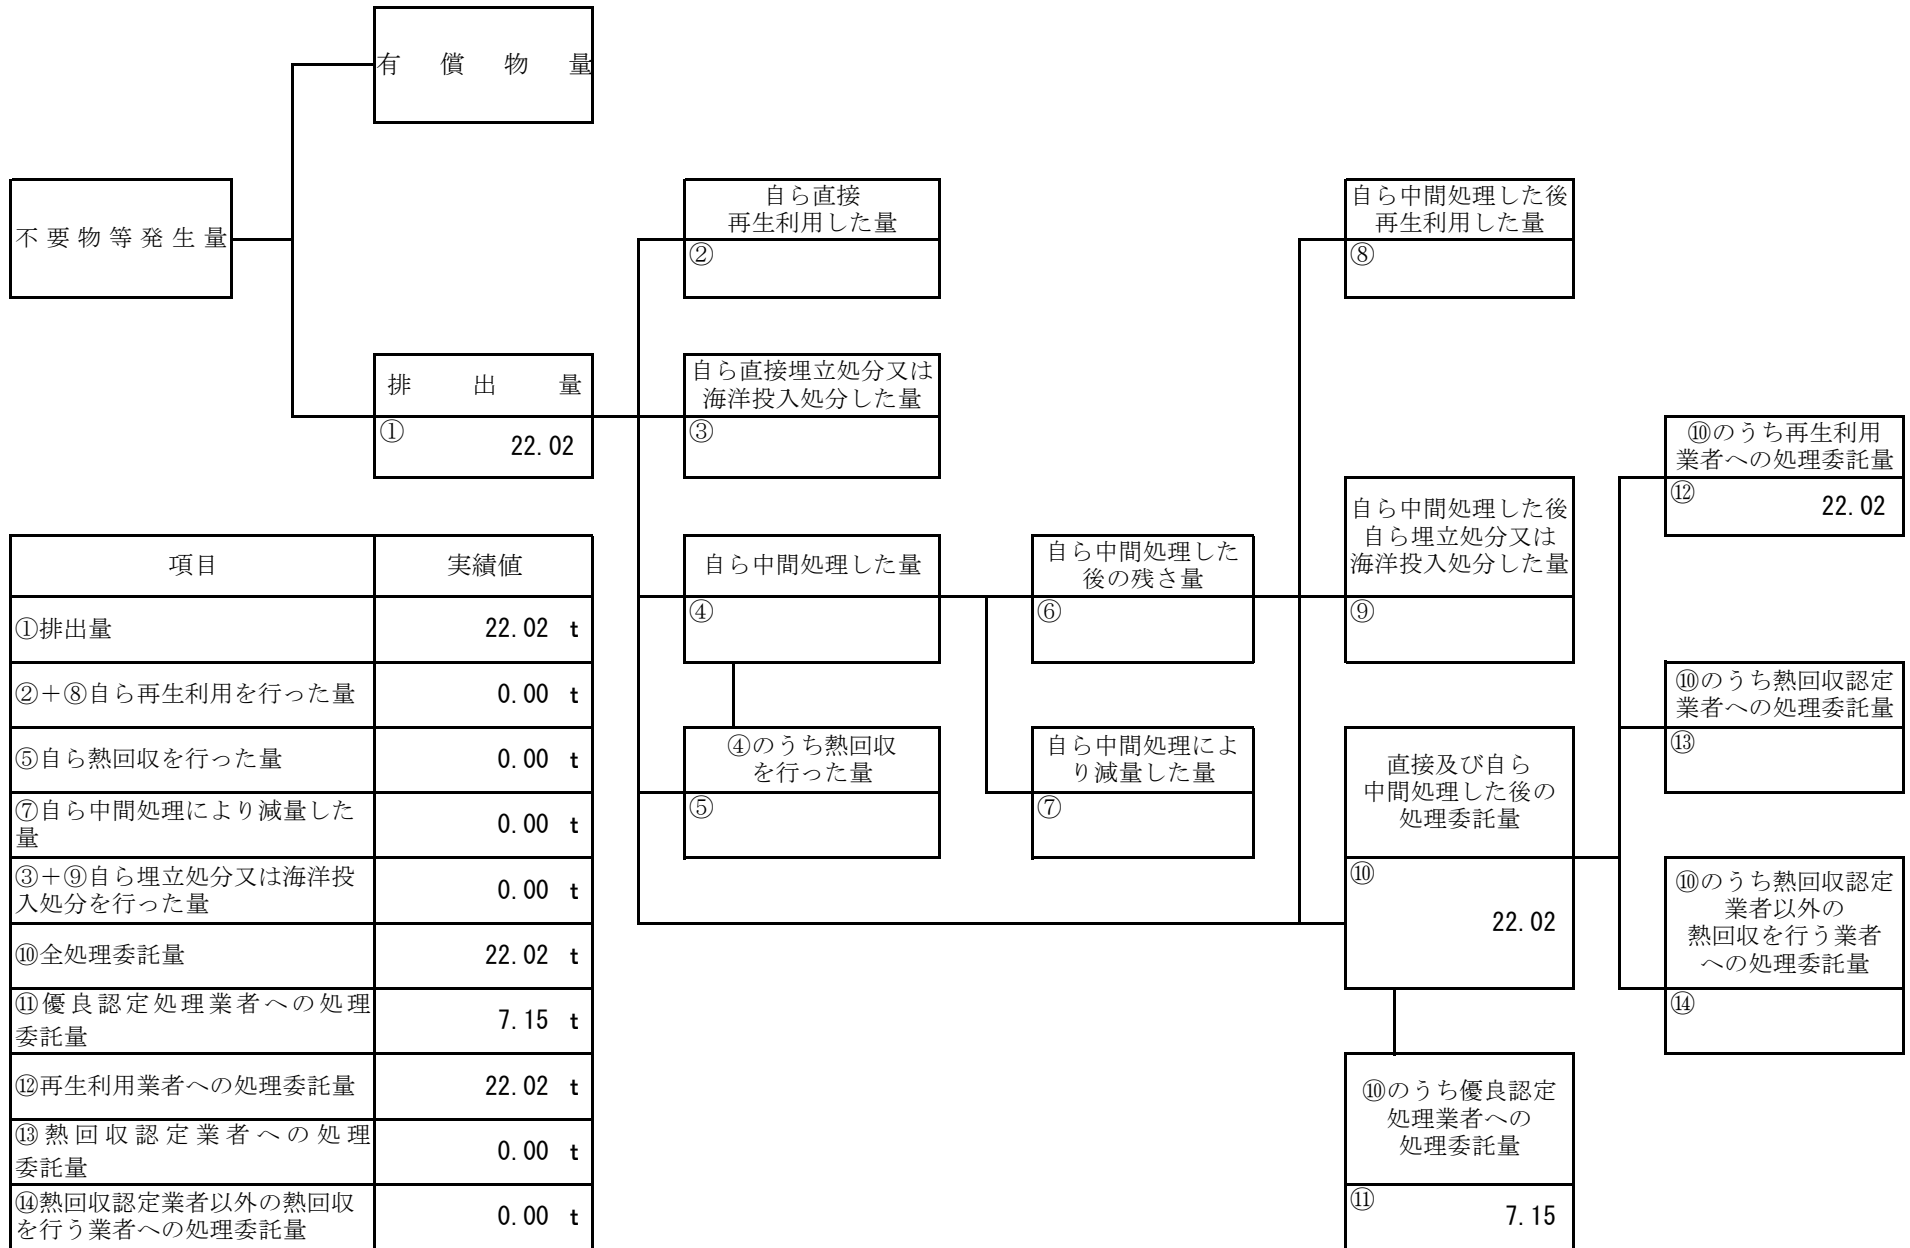 有償物量
不要物等発生量
自ら直接
再生利用した量
②
自ら中間処理した後
再生利用した量
⑧
排出量
①
22.02
自ら直接埋立処分又は
海洋投入処分した量
③
⑩のうち再生利用
業者への処理委託量
⑫
22.02
自ら中間処理した量
④
自ら中間処理した
後の残さ量
⑥
自ら中間処理した後
自ら埋立処分又は
海洋投入処分した量
⑨
⑩のうち熱回収認定
業者への処理委託量
⑬
④のうち熱回収
を行った量
⑤
自ら中間処理によ
り減量した量
⑦
直接及び自ら
中間処理した後の
処理委託量
⑩
22.02
⑩のうち熱回収認定
業者以外の
熱回収を行う業者
への処理委託量
⑭
⑩のうち優良認定
処理業者への
処理委託量
⑪
7.15
項目 実績値
①排出量 22.02 t
②+⑧自ら再生利用を行った量 0.00 t
⑤自ら熱回収を行った量 0.00 t
⑦自ら中間処理により減量した
量 0.00 t
③+⑨自ら埋立処分又は海洋投
入処分を行った量 0.00 t
⑩全処理委託量 22.02 t
⑪優良認定処理業者への処理
委託量 7.15 t
⑫再生利用業者への処理委託量 22.02 t
⑬熱回収認定業者への処理
委託量 0.00 t
⑭熱回収認定業者以外の熱回収
を行う業者への処理委託量 0.00 t